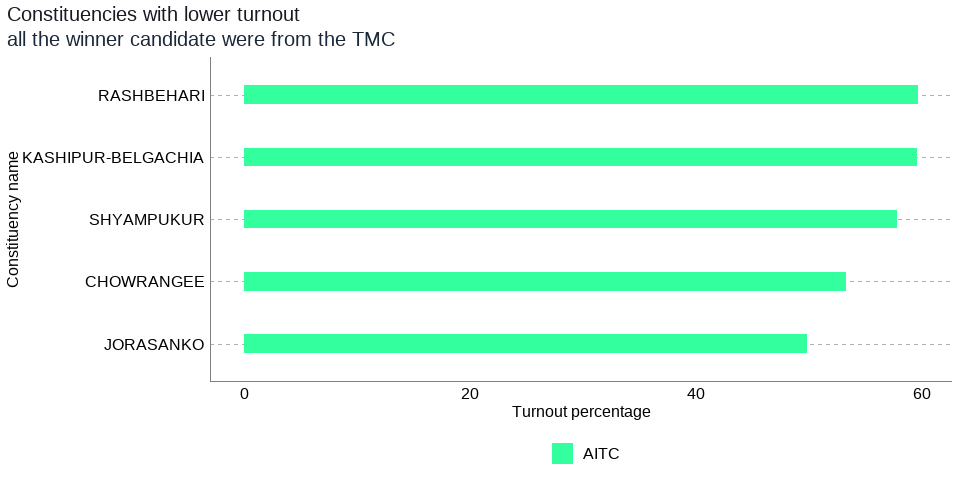 Constituencies with lower turnout
all the winner candidate were from the TMC
Constituency name
RASHBEHARI
KASHIPUR-BELGACHIA
SHYAMPUKUR
CHOWRANGEE
JORASANKO
0 20 40 60
Turnout percentage
AITC